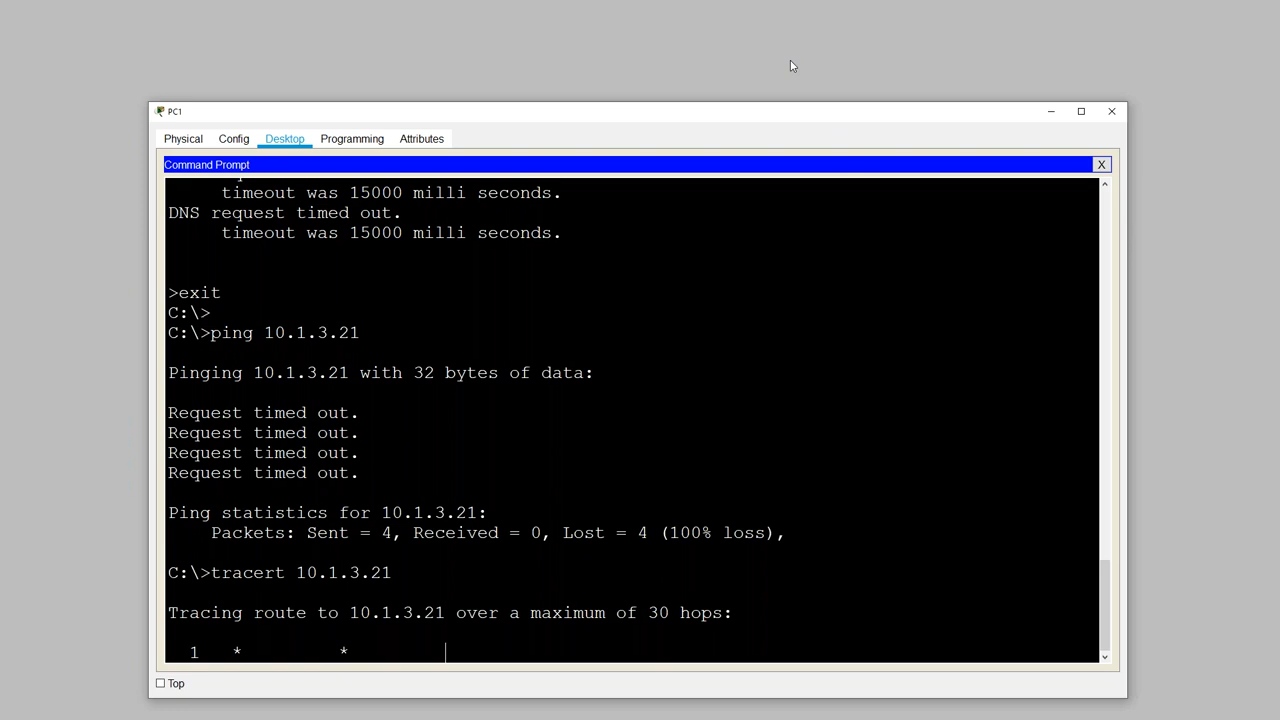 PC1
Physical Config Desktop Programming Attributes
Command Prompt X
timeout was 15000 milli seconds.
DNS request timed out.
timeout was 15000 milli seconds.
>exit
C:\>
C:\>ping 10.1.3.21
Pinging 10.1.3.21 with 32 bytes of data:
Request timed out.
Request timed out.
Request timed out.
Request timed out.
Ping statistics for 10.1.3.21:
Packets: Sent = 4, Received = 0, Lost = 4 (100% loss),
C:\>tracert 10.1.3.21
Tracing route to 10.1.3.21 over a maximum of 30 hops:
1 * *
Top